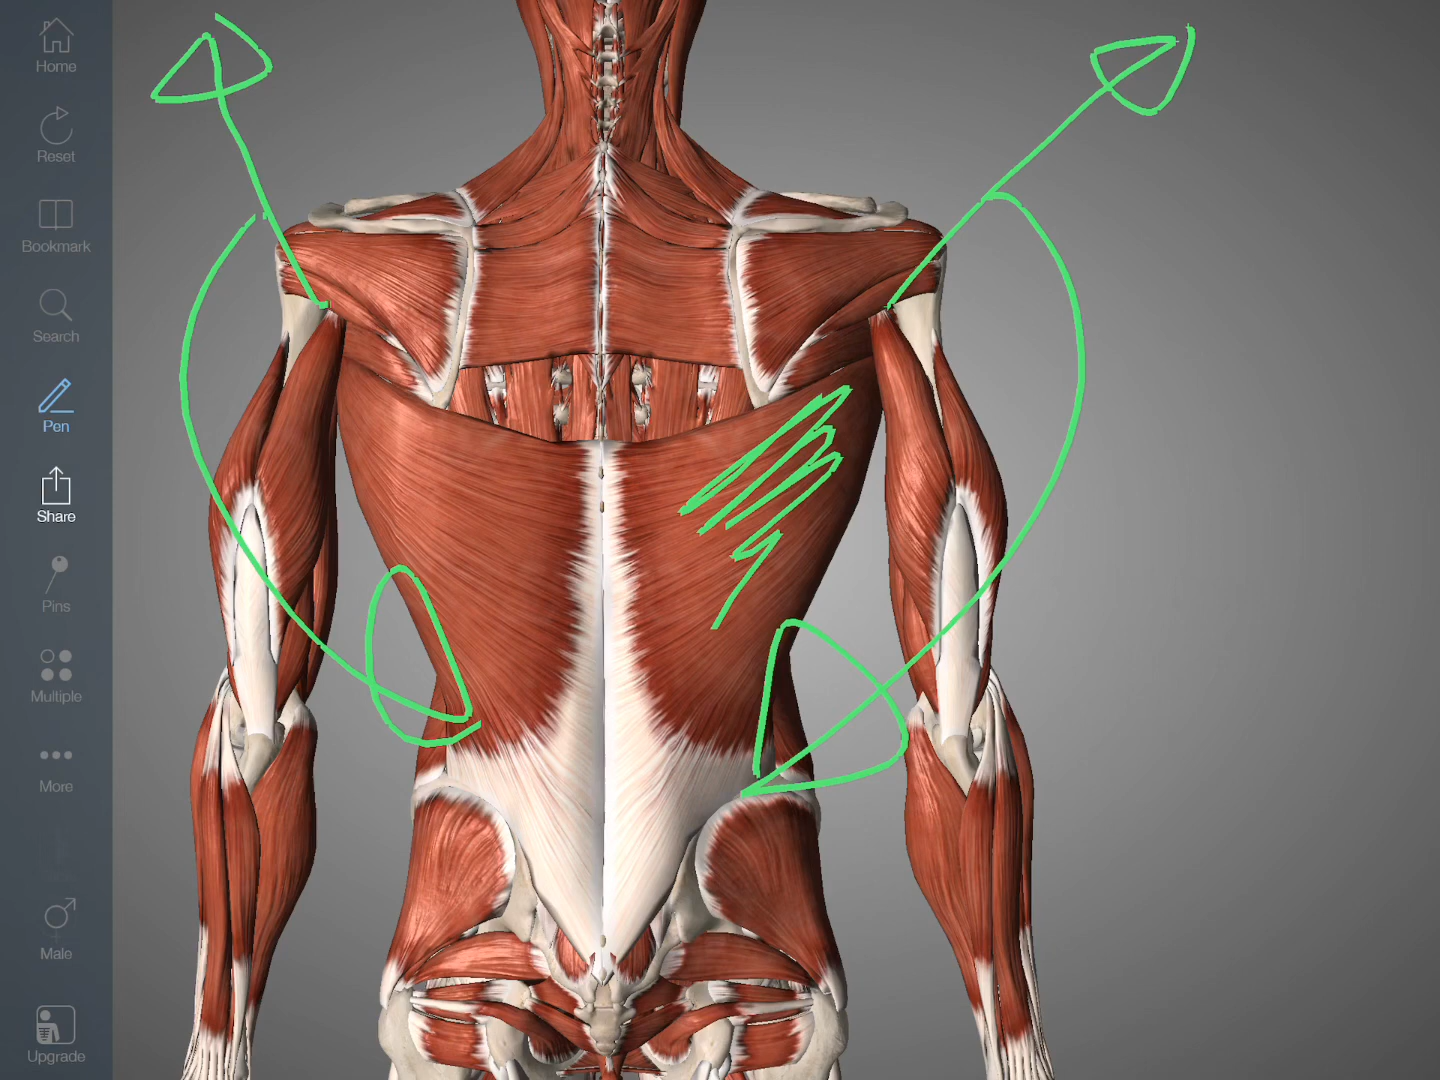 Home
Reset
Bookmark
Search
Pen
Share
Pins
Multiple
More
Male
Upgrade